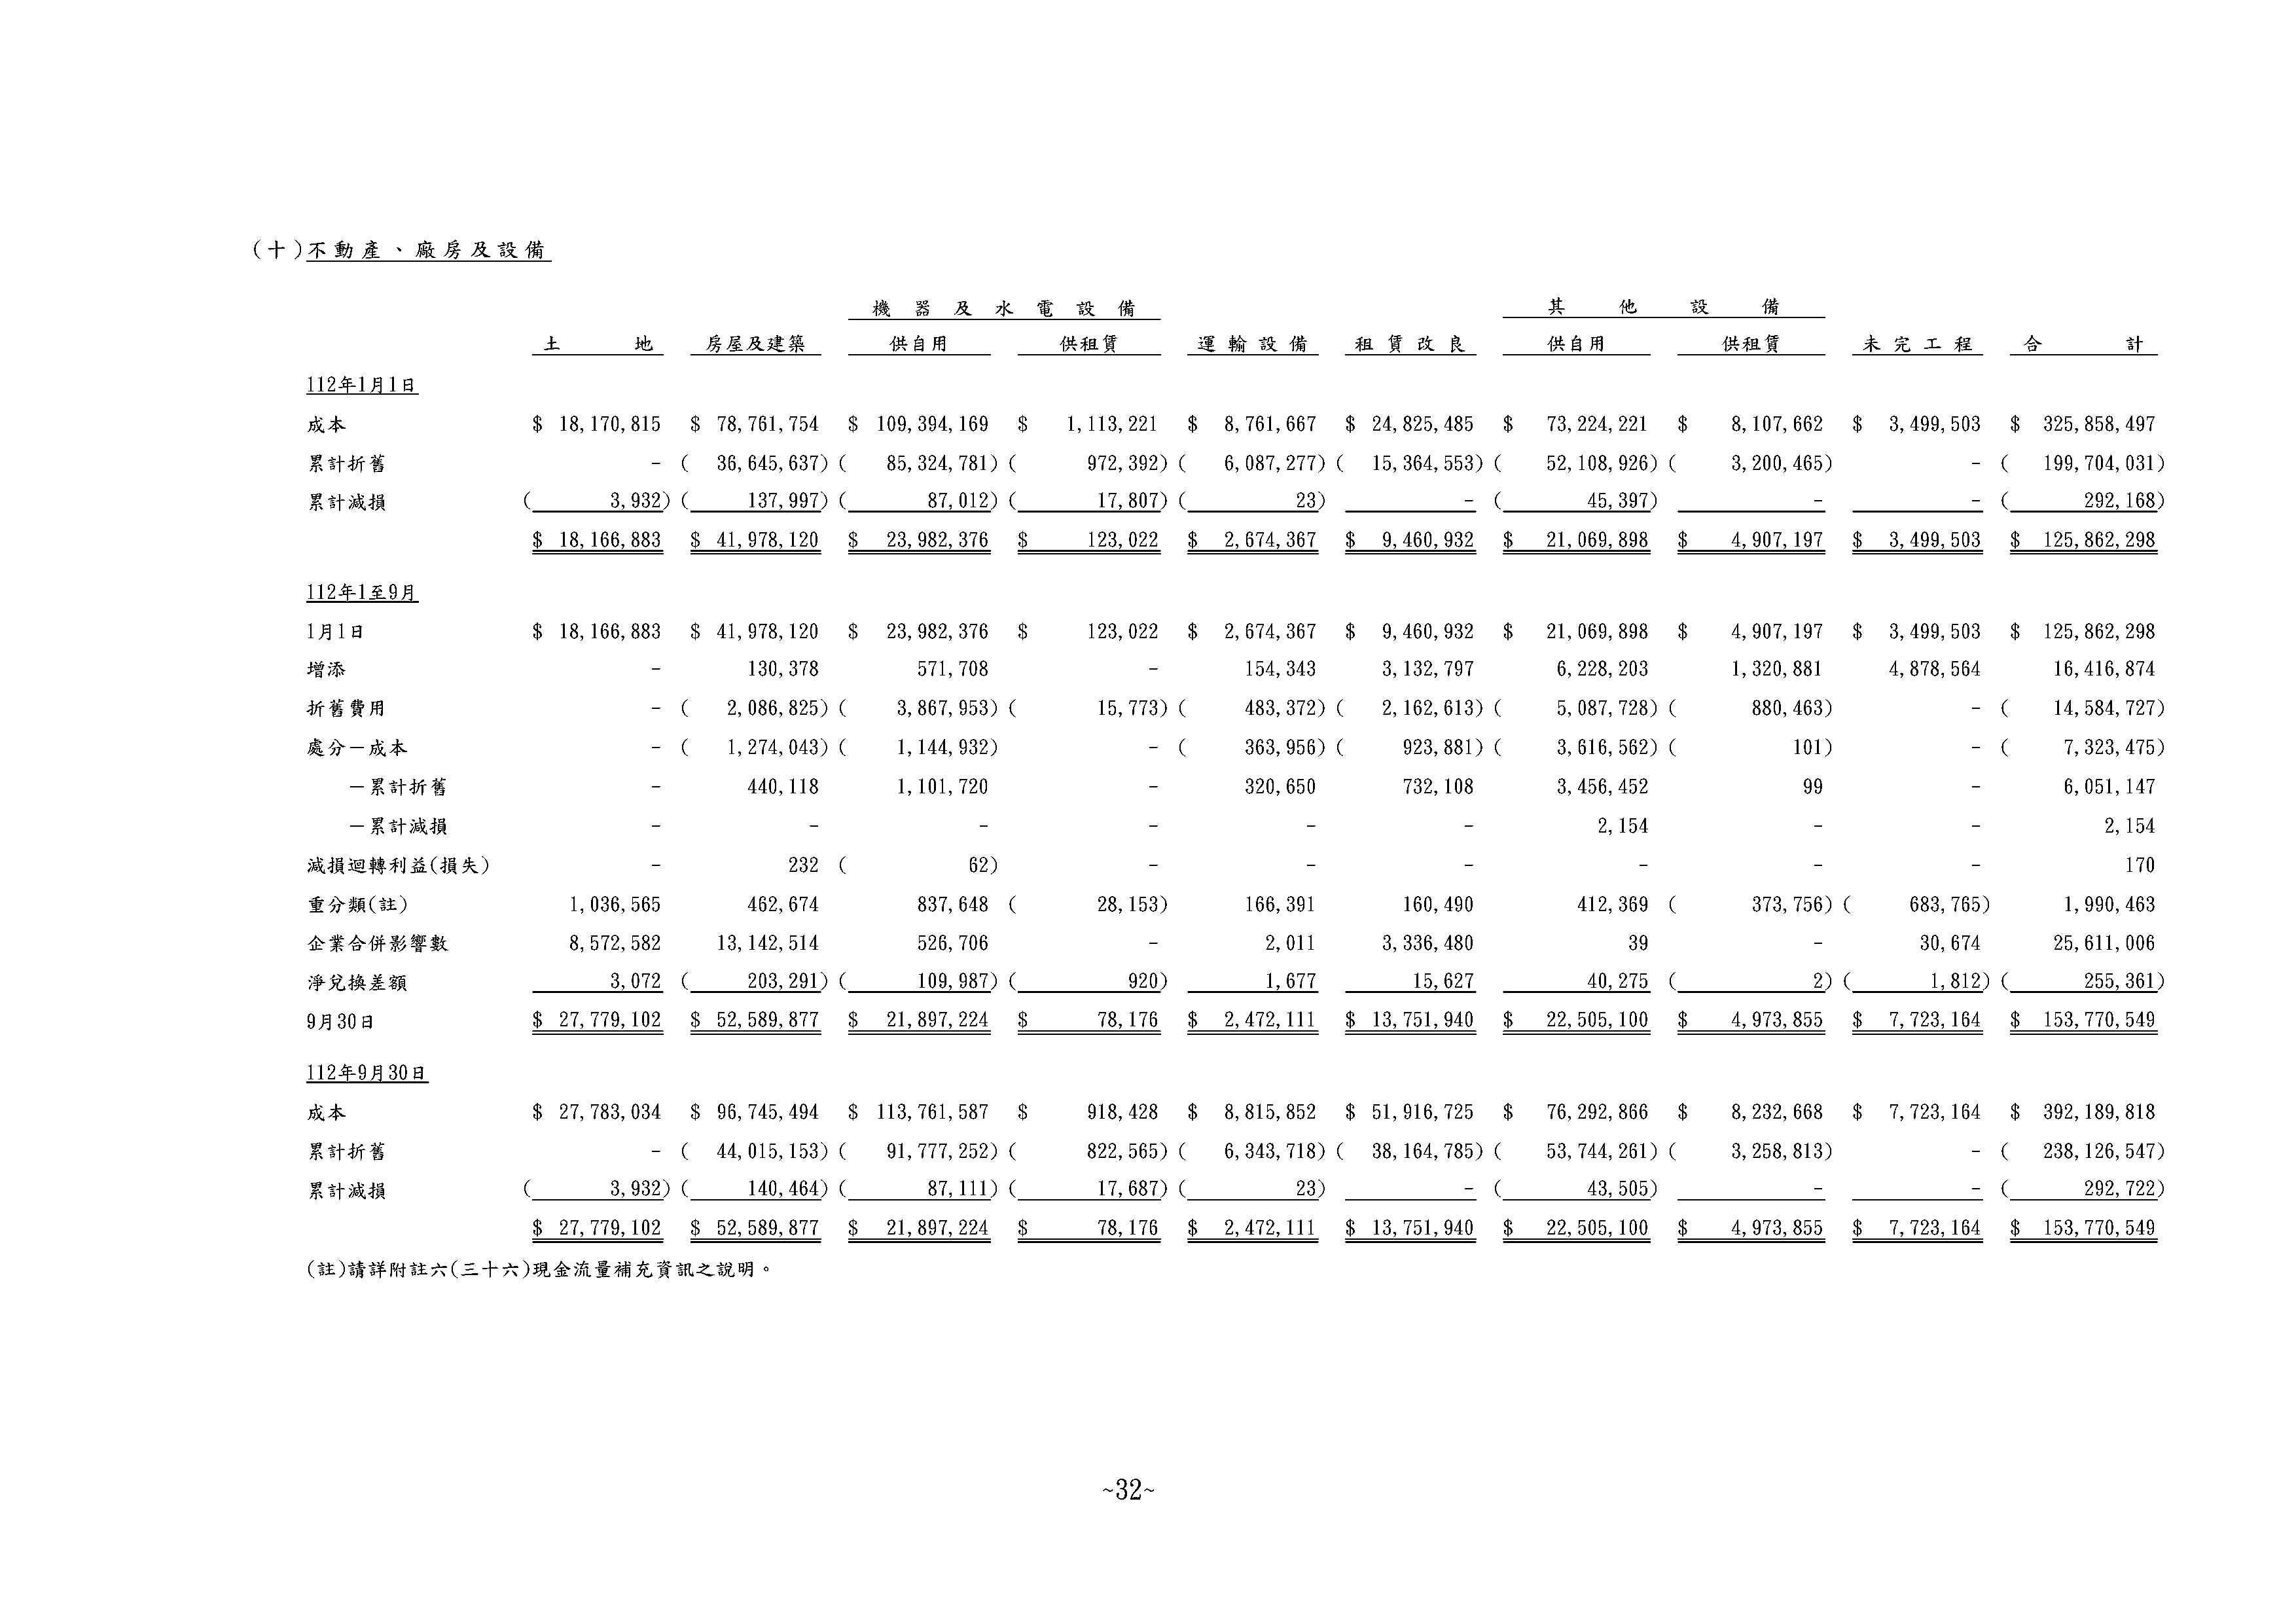 (十)不動產、廠房及設備
機器及水電設備 其他設備
土地 房屋及建築 供自用 供租賃 運輸設備 租賃改良 供自用 供租賃 未完工程 合計
112年1月1日
成本 $ 18,170,815 $ 78,761,754 $ 109,394,169 $ 1,113,221 $ 8,761,667 $ 24,825,485 $ 73,224,221 $ 8,107,662 $ 3,499,503 $ 325,858,497
累計折舊 - ( 36,645,637) ( 85,324,781) ( 972,392) ( 6,087,277) ( 15,364,553) ( 52,108,926) ( 3,200,465) - ( 199,704,031)
累計減損 ( 3,932) ( 137,997) ( 87,012) ( 17,807) ( 23) - ( 45,397) - - ( 292,168)
$ 18,166,883 $ 41,978,120 $ 23,982,376 $ 123,022 $ 2,674,367 $ 9,460,932 $ 21,069,898 $ 4,907,197 $ 3,499,503 $ 125,862,298
112年1至9月
1月1日 $ 18,166,883 $ 41,978,120 $ 23,982,376 $ 123,022 $ 2,674,367 $ 9,460,932 $ 21,069,898 $ 4,907,197 $ 3,499,503 $ 125,862,298
增添 - 130,378 571,708 - 154,343 3,132,797 6,228,203 1,320,881 4,878,564 16,416,874
折舊費用 - ( 2,086,825) ( 3,867,953) ( 15,773) ( 483,372) ( 2,162,613) ( 5,087,728) ( 880,463) - ( 14,584,727)
處分－成本 - ( 1,274,043) ( 1,144,932) - ( 363,956) ( 923,881) ( 3,616,562) ( 101) - ( 7,323,475)
－累計折舊 - 440,118 1,101,720 - 320,650 732,108 3,456,452 99 - 6,051,147
－累計減損 - - - - - - 2,154 - - 2,154
減損迴轉利益(損失) - 232 ( 62) - - - - - - 170
重分類(註) 1,036,565 462,674 837,648 ( 28,153) 166,391 160,490 412,369 ( 373,756) ( 683,765) 1,990,463
企業合併影響數 8,572,582 13,142,514 526,706 - 2,011 3,336,480 39 - 30,674 25,611,006
淨兌換差額 3,072 ( 203,291) ( 109,987) ( 920) 1,677 15,627 40,275 ( 2) ( 1,812) ( 255,361)
9月30日 $ 27,779,102 $ 52,589,877 $ 21,897,224 $ 78,176 $ 2,472,111 $ 13,751,940 $ 22,505,100 $ 4,973,855 $ 7,723,164 $ 153,770,549
112年9月30日
成本 $ 27,783,034 $ 96,745,494 $ 113,761,587 $ 918,428 $ 8,815,852 $ 51,916,725 $ 76,292,866 $ 8,232,668 $ 7,723,164 $ 392,189,818
累計折舊 - ( 44,015,153) ( 91,777,252) ( 822,565) ( 6,343,718) ( 38,164,785) ( 53,744,261) ( 3,258,813) - ( 238,126,547)
累計減損 ( 3,932) ( 140,464) ( 87,111) ( 17,687) ( 23) - ( 43,505) - - ( 292,722)
$ 27,779,102 $ 52,589,877 $ 21,897,224 $ 78,176 $ 2,472,111 $ 13,751,940 $ 22,505,100 $ 4,973,855 $ 7,723,164 $ 153,770,549
(註)請詳附註六(三十六)現金流量補充資訊之說明。
~32~